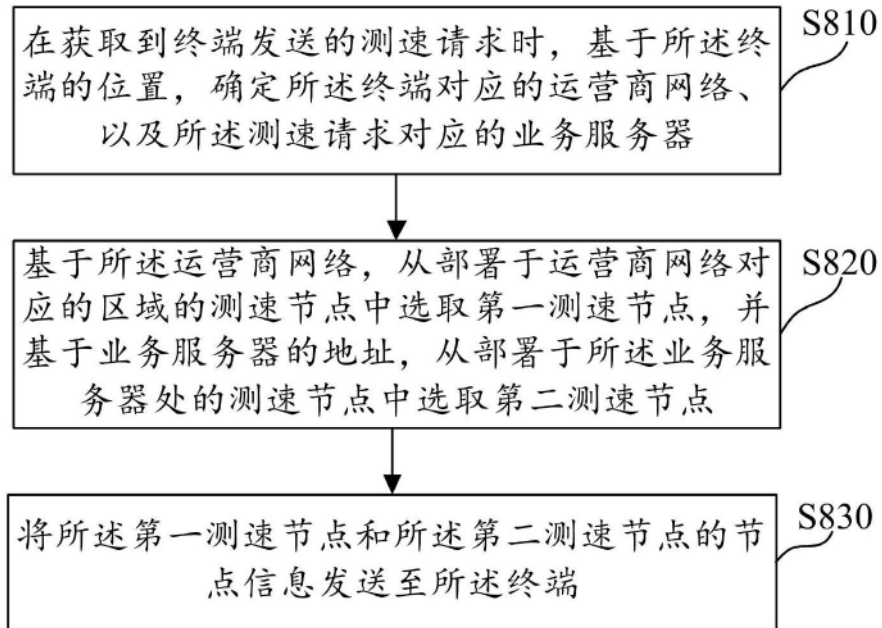 在获取到终端发送的测速请求时，基于所述终
端的位置，确定所述终端对应的运营商网络、
以及所述测速请求对应的业务服务器
S810
基于所述运营商网络，从部署于运营商网络对
应的区域的测速节点中选取第一测速节点，并
基于业务服务器的地址，从部署于所述业务服
务器处的测速节点中选取第二测速节点
S820
将所述第一测速节点和所述第二测速节点的节
点信息发送至所述终端
S830